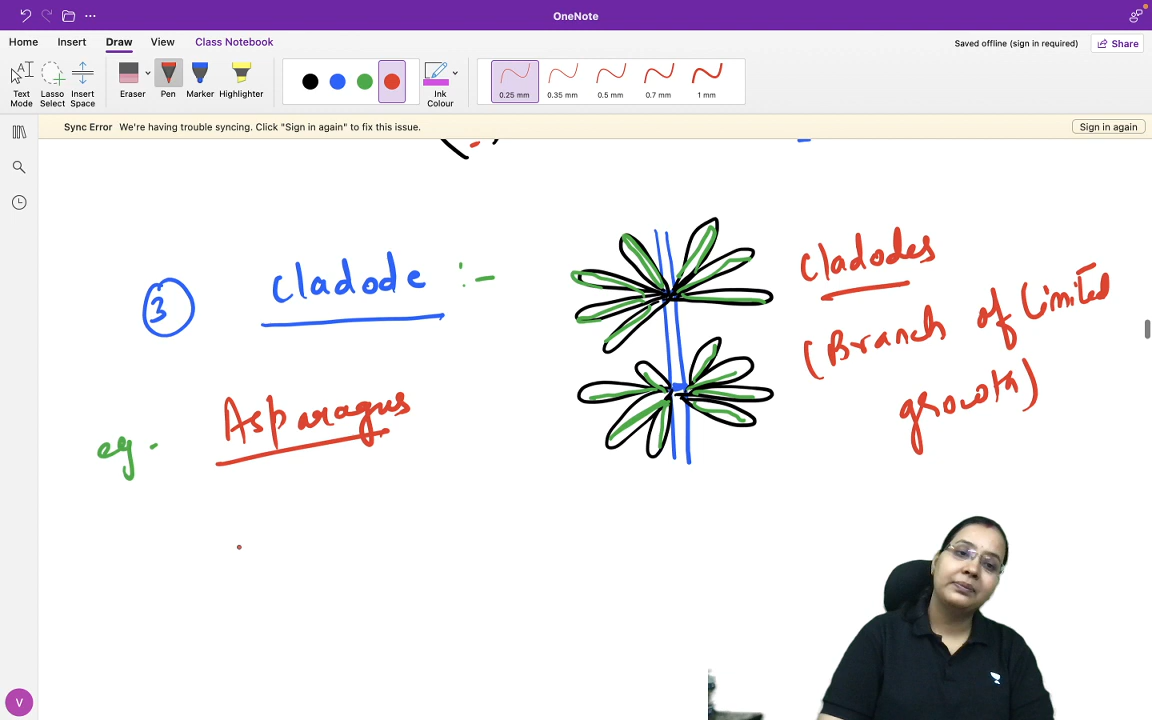 OneNote
Home Insert Draw View Class Notebook
Saved offline (sign in required) Share
Text Mode Lasso Select Insert Space Eraser Pen Marker Highlighter Ink Colour 0.25 mm 0.35 mm 0.5 mm 0.7 mm 1 mm
Sync Error We're having trouble syncing. Click "Sign in again" to fix this issue. Sign in again
③ Cladode :-
Cladodes
(Branch of limited
growth)
eg. Asparagus
V